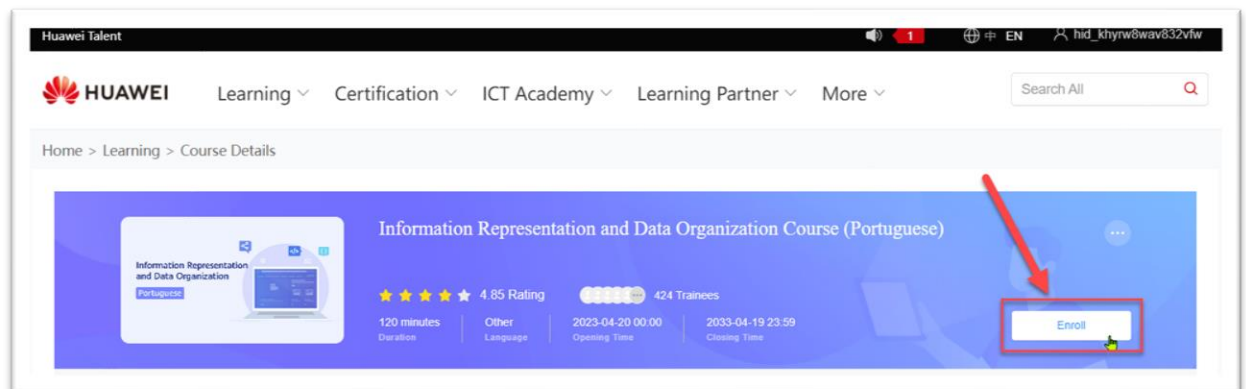 Huawei Talent 1 中 EN hid_khyrw8wav832vfw
HUAWEI Learning Certification ICT Academy Learning Partner More Search All
Home > Learning > Course Details
Information Representation and Data Organization Course (Portuguese)
Information Representation
and Data Organization
Portuguese
4.85 Rating 424 Trainees
120 minutes Other 2023-04-20 00:00 2033-04-19 23:59
Duration Language Opening Time Closing Time
Enroll